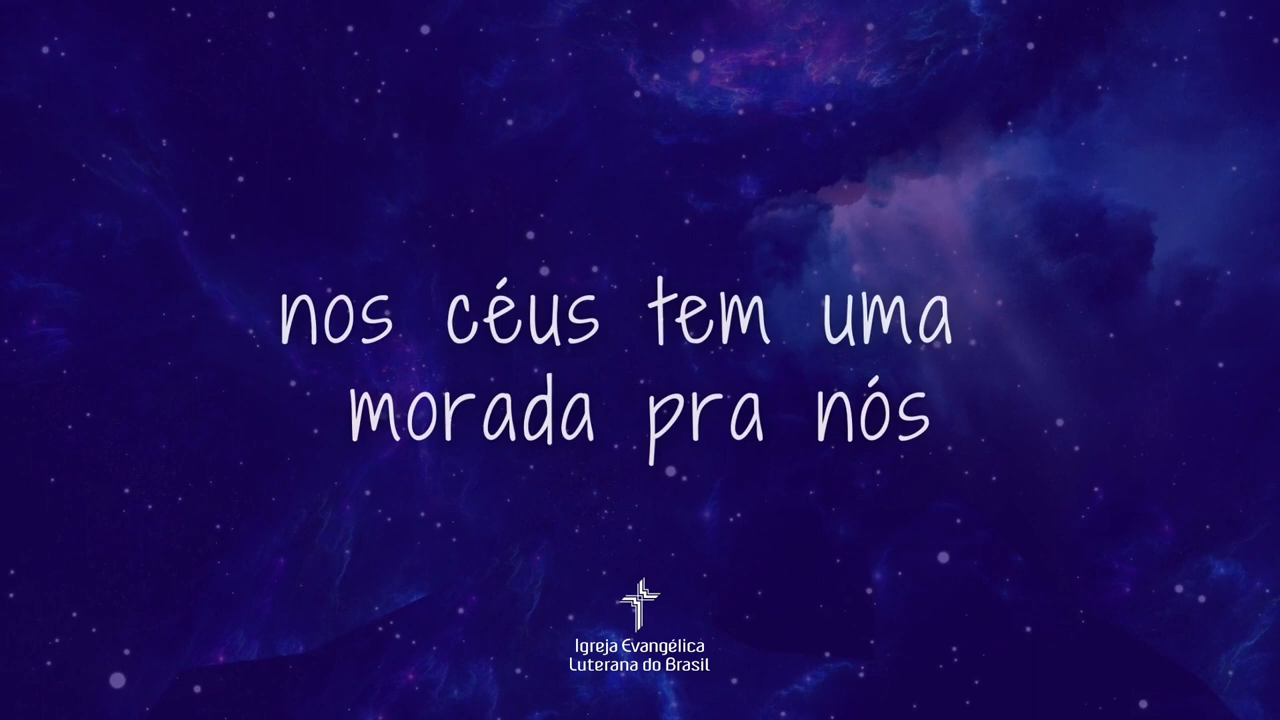 nos céus tem uma
morada pra nós
Igreja Evangélica
Luterana do Brasil